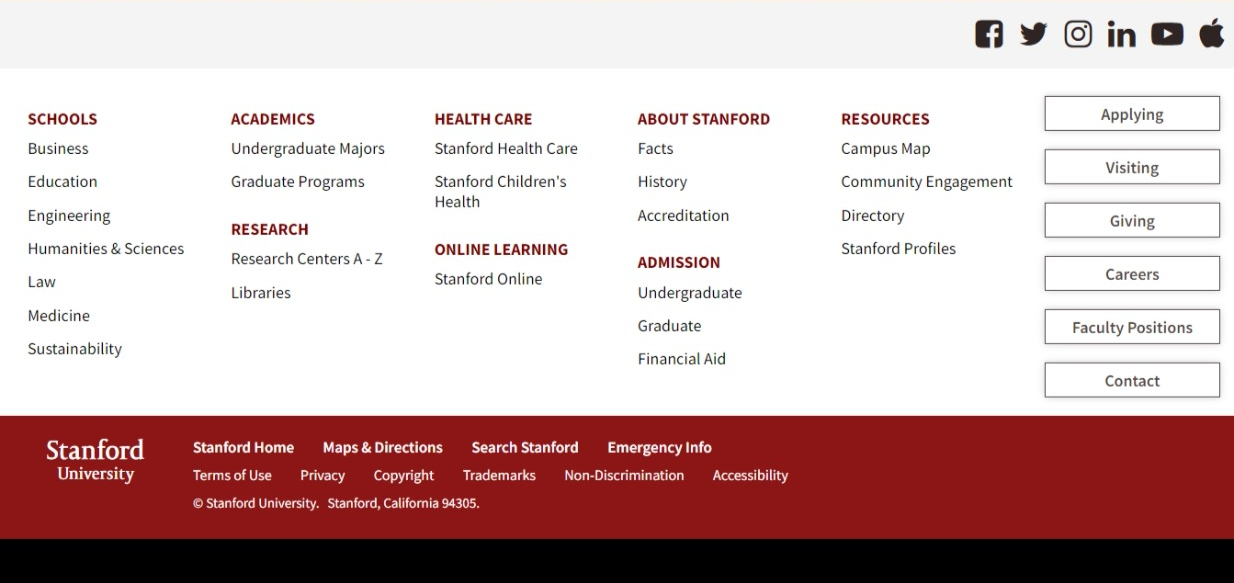 SCHOOLS
Business
Education
Engineering
Humanities & Sciences
Law
Medicine
Sustainability
ACADEMICS
Undergraduate Majors
Graduate Programs
RESEARCH
Research Centers A - Z
Libraries
HEALTH CARE
Stanford Health Care
Stanford Children's
Health
ONLINE LEARNING
Stanford Online
ABOUT STANFORD
Facts
History
Accreditation
ADMISSION
Undergraduate
Graduate
Financial Aid
RESOURCES
Campus Map
Community Engagement
Directory
Stanford Profiles
Applying
Visiting
Giving
Careers
Faculty Positions
Contact
Stanford
University
Stanford Home Maps & Directions Search Stanford Emergency Info
Terms of Use Privacy Copyright Trademarks Non-Discrimination Accessibility
© Stanford University. Stanford, California 94305.